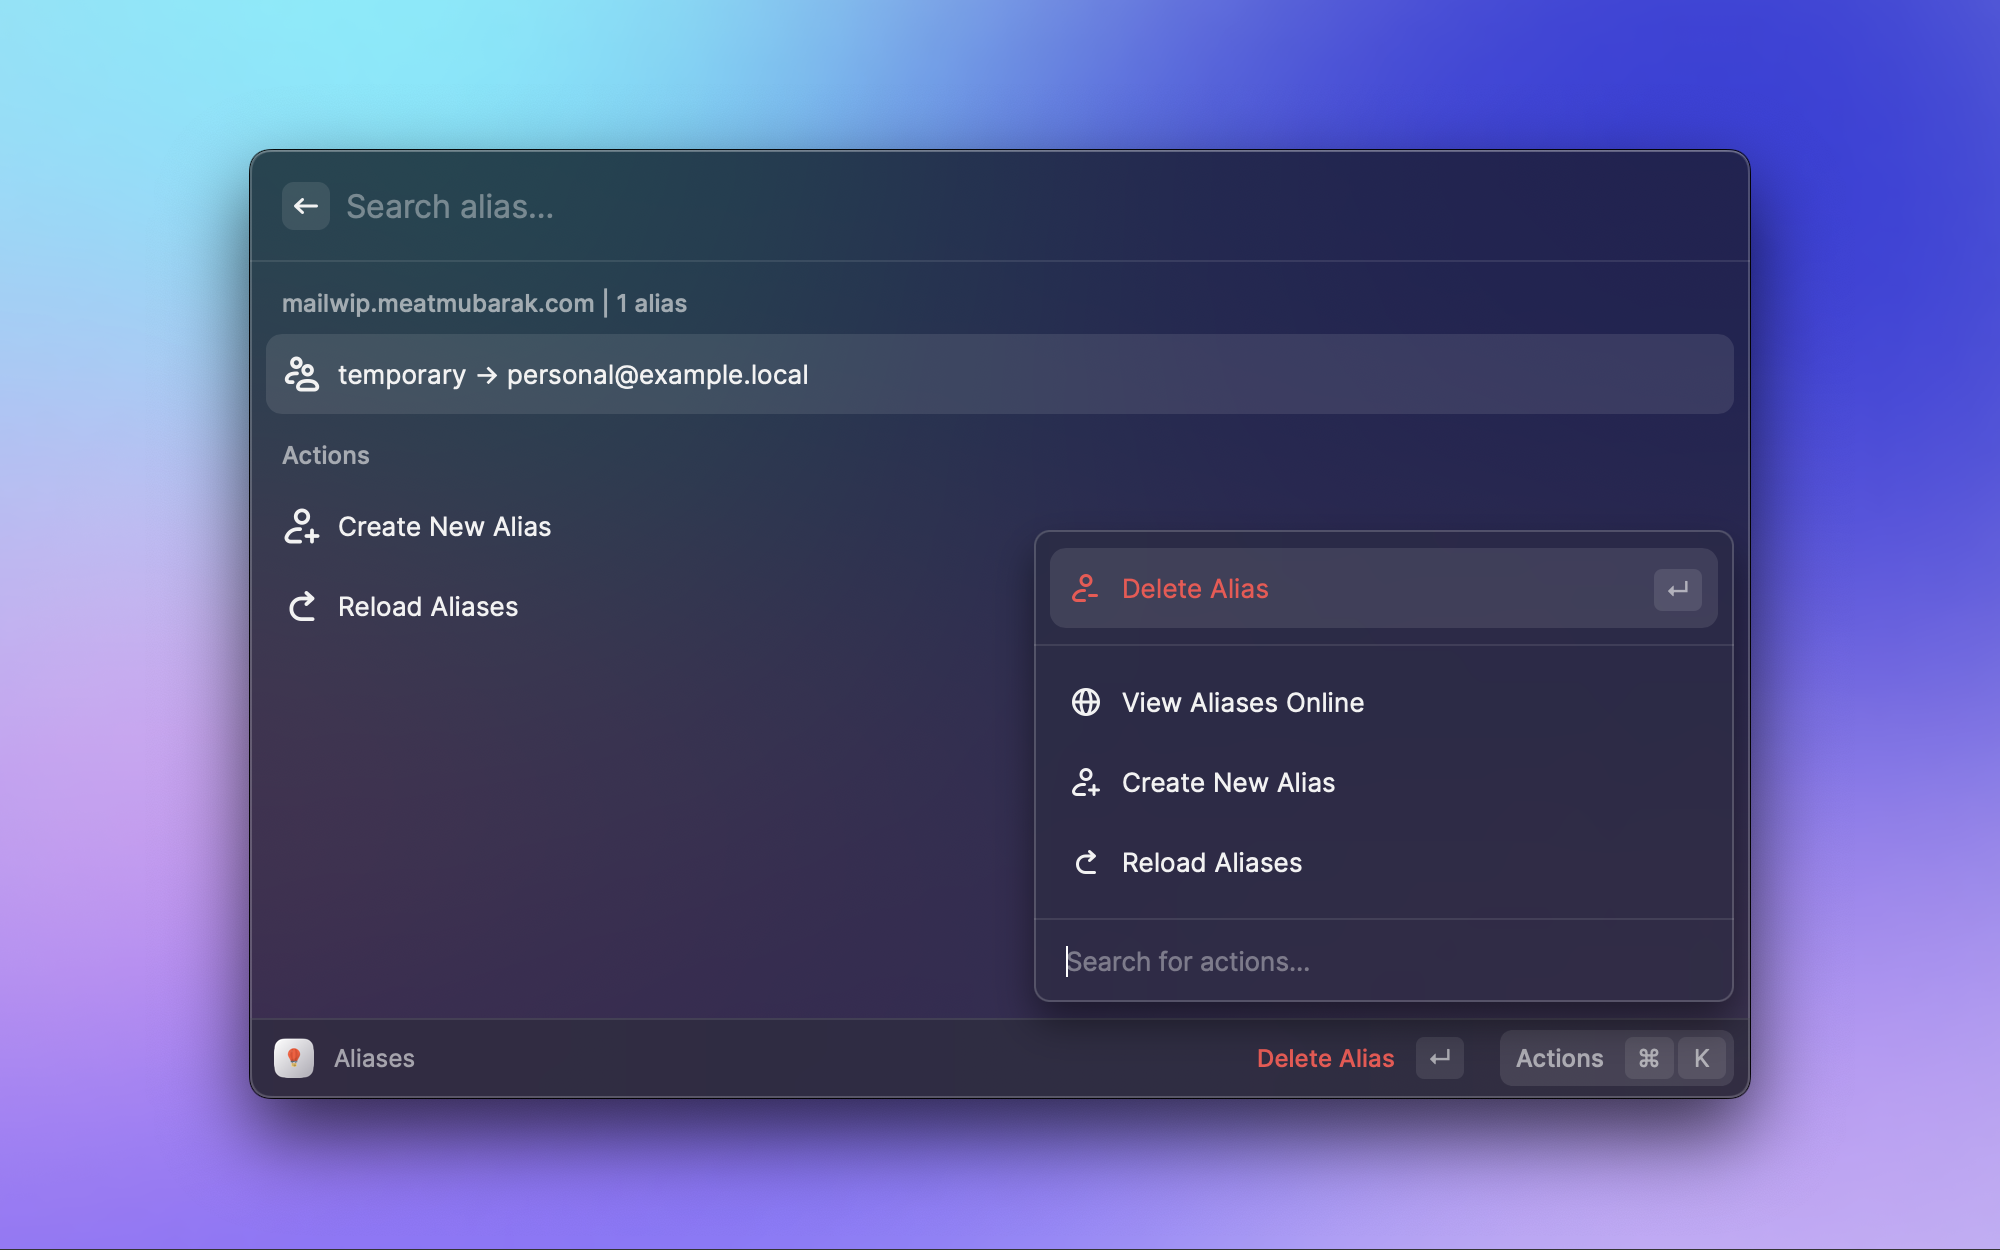 Search alias...
mailwip.meatmubarak.com | 1 alias
temporary → personal@example.local
Actions
Create New Alias
Reload Aliases
Delete Alias ↵
View Aliases Online
Create New Alias
Reload Aliases
Search for actions...
Aliases
Delete Alias ↵
Actions ⌘ K